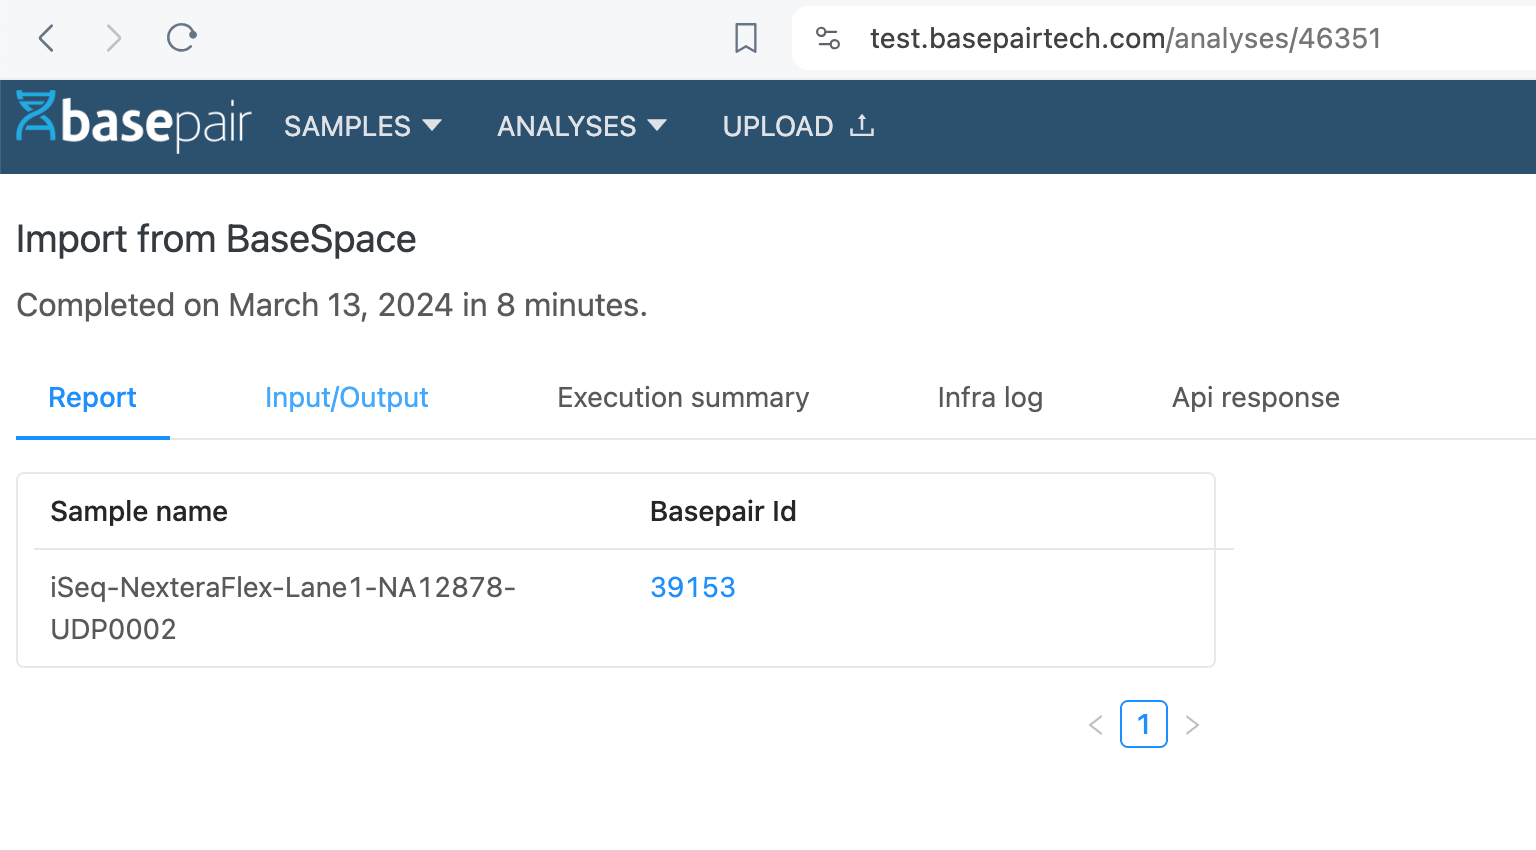 test.basepairtech.com/analyses/46351
basepair SAMPLES ANALYSES UPLOAD
Import from BaseSpace
Completed on March 13, 2024 in 8 minutes.
Report Input/Output Execution summary Infra log Api response
Sample name Basepair Id
iSeq-NexteraFlex-Lane1-NA12878- 39153
UDP0002
< 1 >